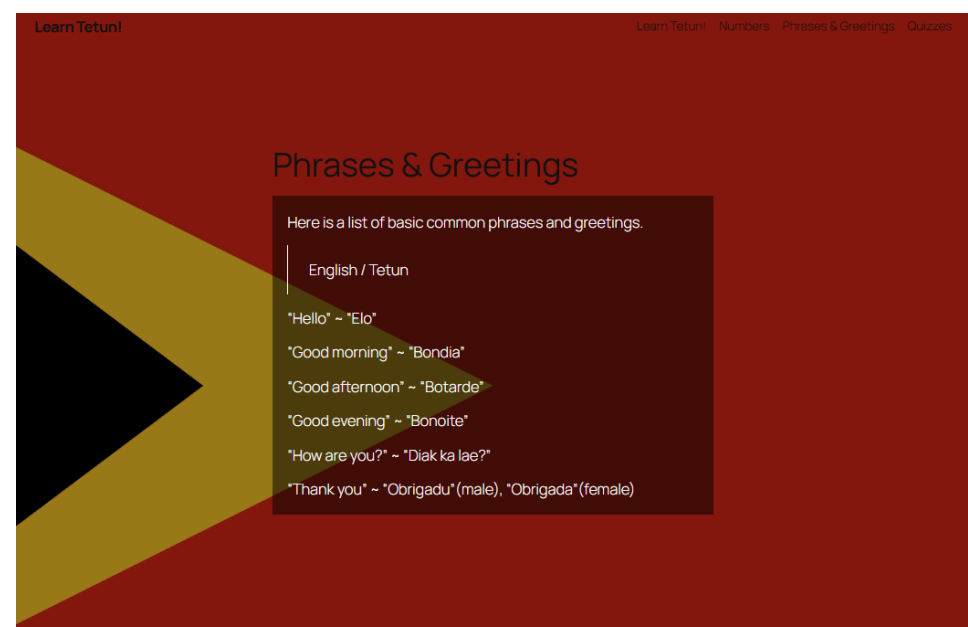 Learn Tetun!
Learn Tetun! Numbers Phrases & Greetings Quizzes
Phrases & Greetings
Here is a list of basic common phrases and greetings.
English / Tetun
“Hello” ~ “Elo”
“Good morning” ~ “Bondia”
“Good afternoon” ~ “Botarde”
“Good evening” ~ “Bonoite”
“How are you?” ~ “Diak ka lae?”
“Thank you” ~ “Obrigadu”(male), “Obrigada”(female)